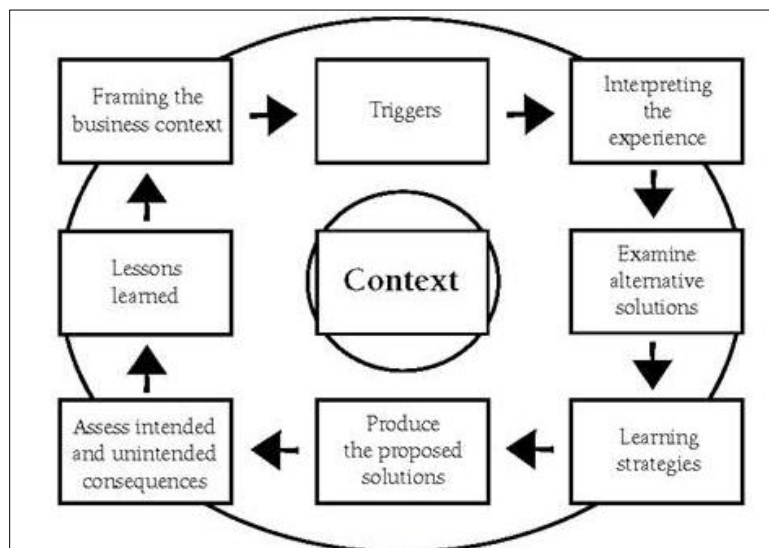 Framing the
business context
Triggers
Interpreting
the
experience
Lessons
learned
Context
Examine
alternative
solutions
Assess intended
and unintended
consequences
Produce
the proposed
solutions
Learning
strategies